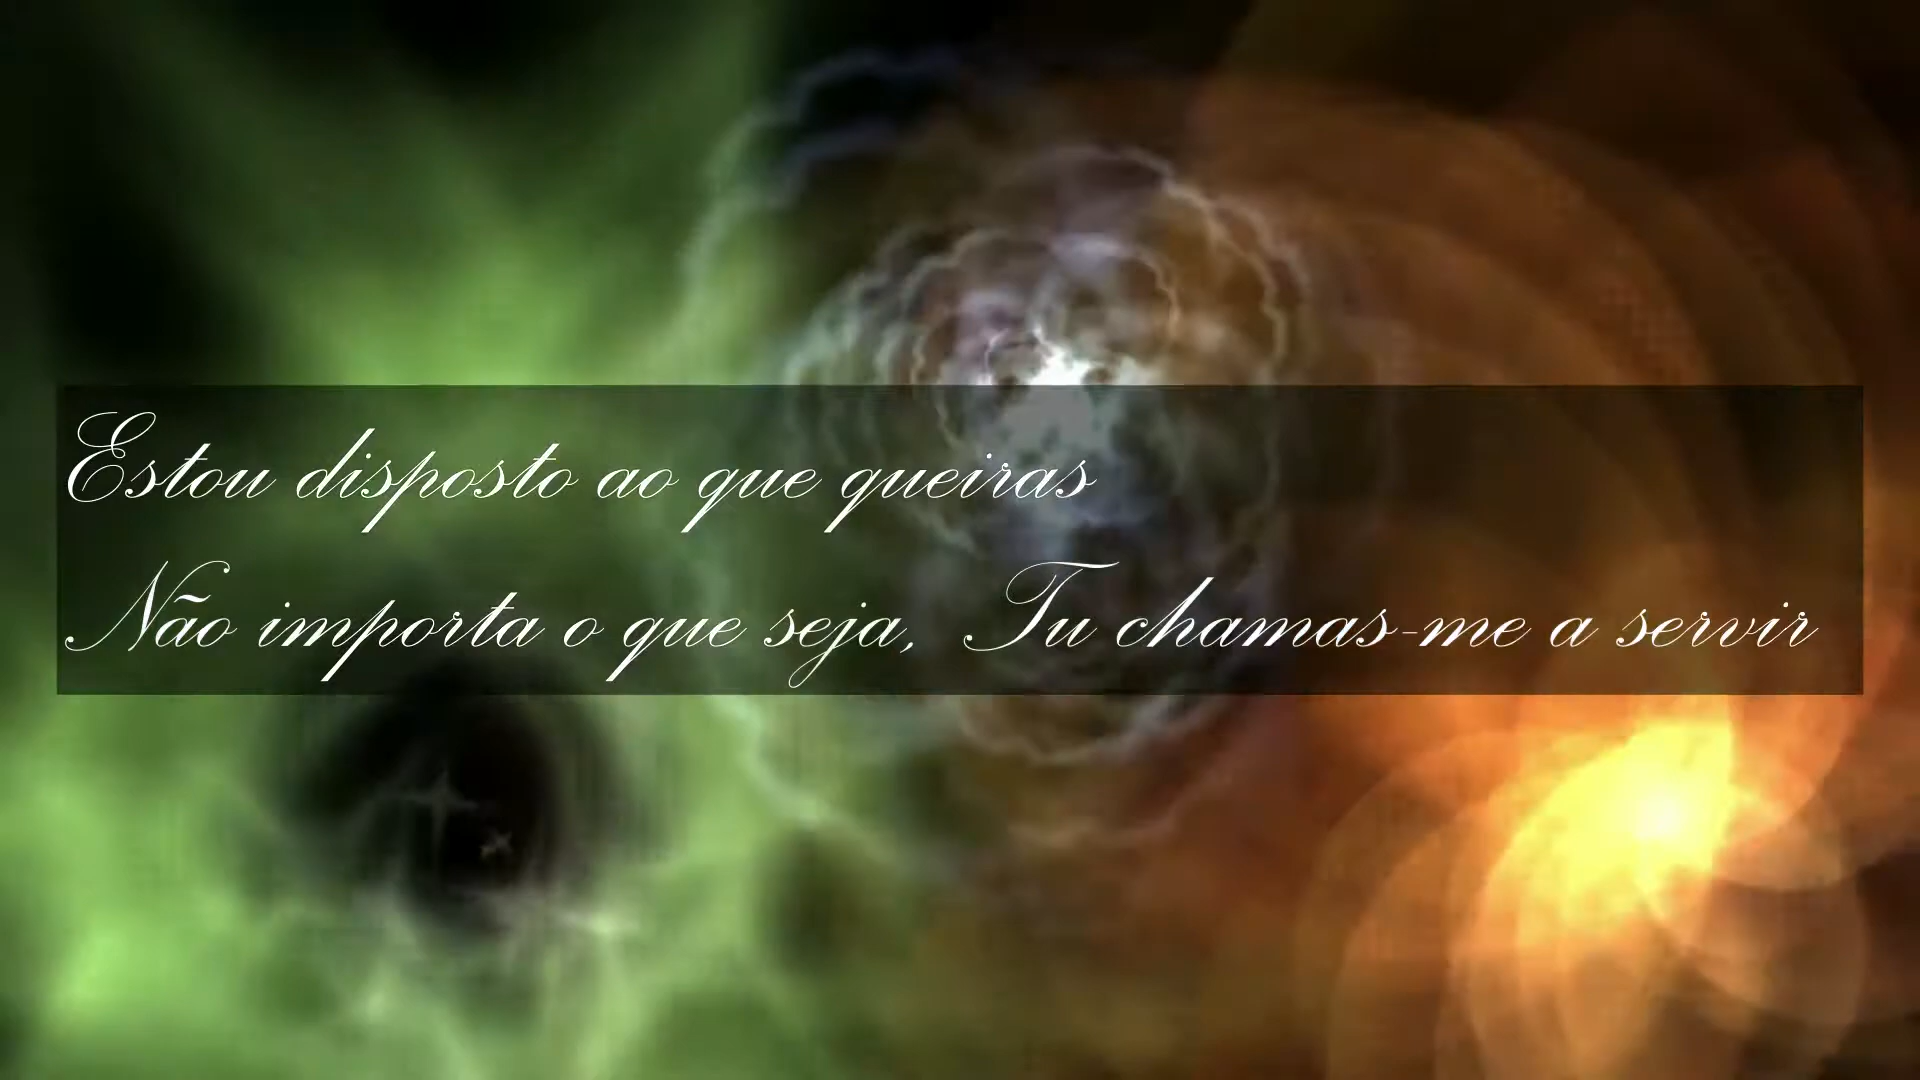 Estou disposto ao que queiras
Não importa o que seja, Tu chamas-me a servir